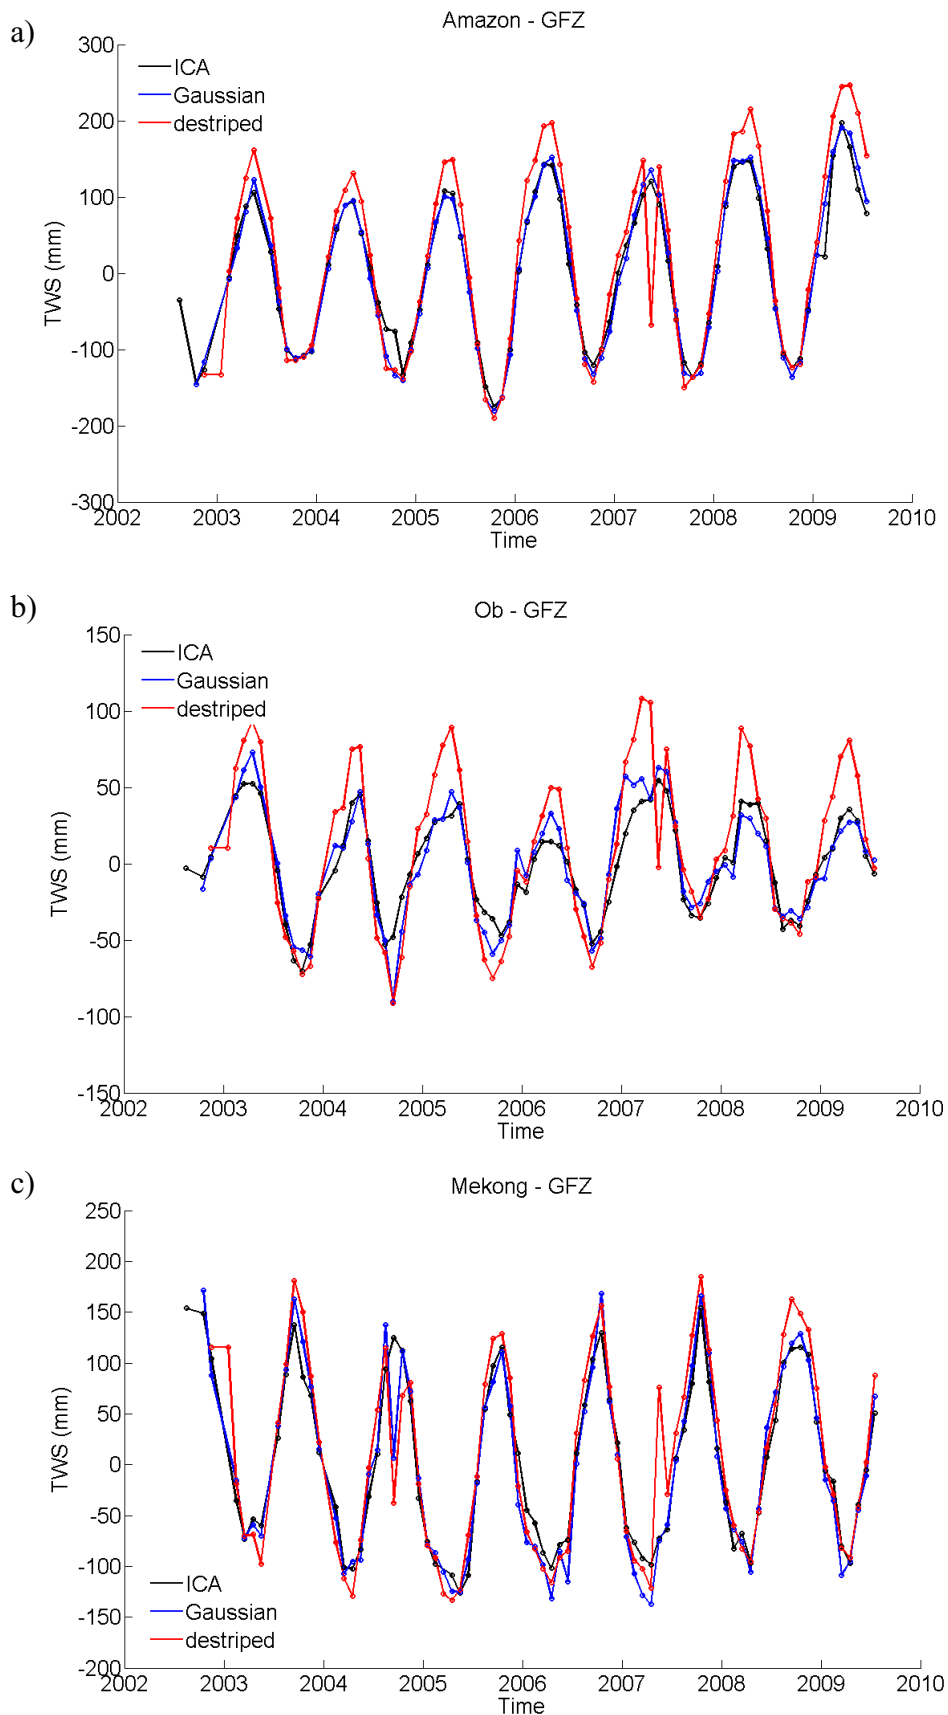 a)
Amazon - GFZ
300
200
100
0
-100
-200
-300
TWS (mm)
ICA
Gaussian
destriped
2002 2003 2004 2005 2006 2007 2008 2009 2010
Time
b)
Ob - GFZ
150
100
50
0
-50
-100
-150
TWS (mm)
ICA
Gaussian
destriped
2002 2003 2004 2005 2006 2007 2008 2009 2010
Time
c)
Mekong - GFZ
250
200
150
100
50
0
-50
-100
-150
-200
TWS (mm)
ICA
Gaussian
destriped
2002 2003 2004 2005 2006 2007 2008 2009 2010
Time